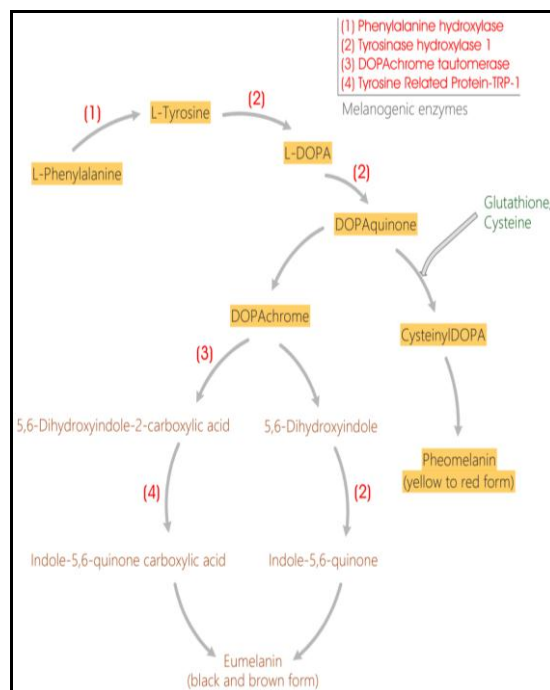 (1) Phenylalanine hydroxylase
(2) Tyrosinase hydroxylase 1
(3) DOPAchrome tautomerase
(4) Tyrosine Related Protein-TRP-1
Melanogenic enzymes
(1)
L-Tyrosine
(2)
L-Phenylalanine
L-DOPA
(2)
Glutathione,
Cysteine
DOPAquinone
DOPAchrome
CysteinylDOPA
(3)
5,6-Dihydroxyindole-2-carboxylic acid
5,6-Dihydroxyindole
Pheomelanin
(yellow to red form)
(4)
(2)
Indole-5,6-quinone carboxylic acid
Indole-5,6-quinone
Eumelanin
(black and brown form)